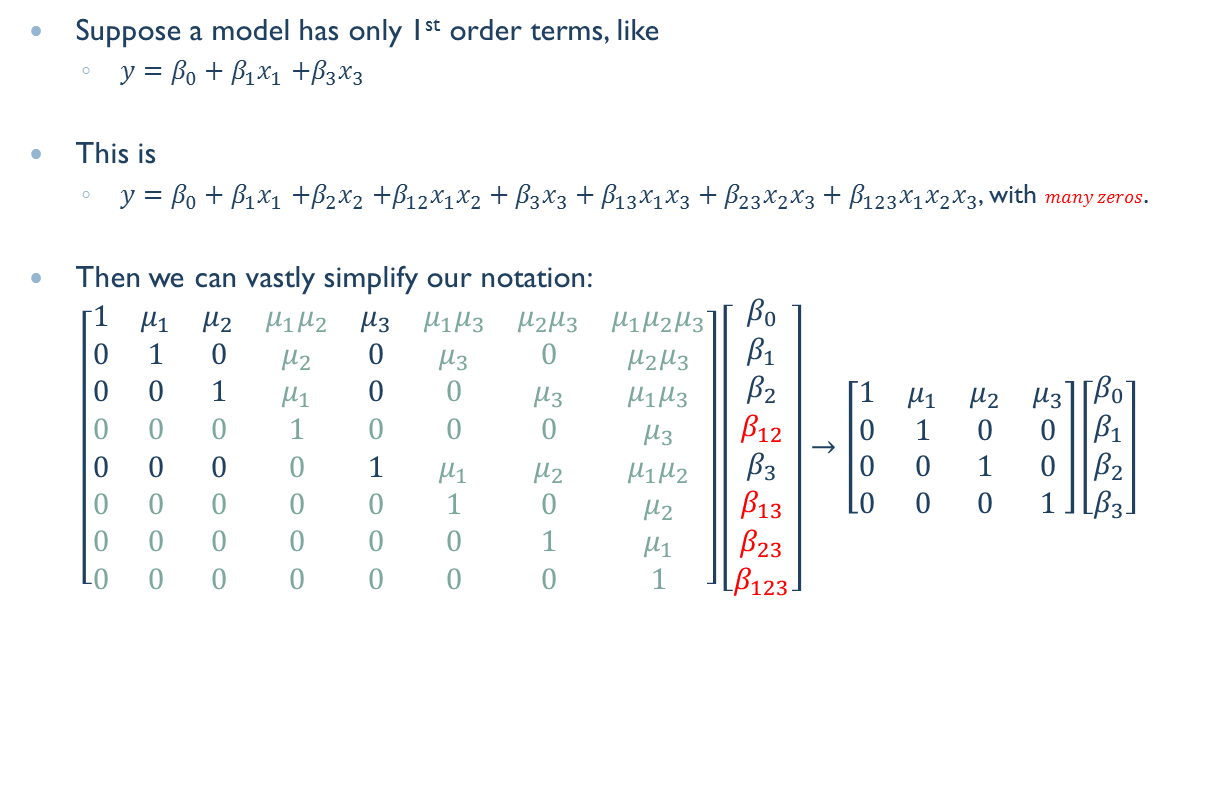 • Suppose a model has only 1st order terms, like
◦ y = β₀ + β₁x₁ +β₃x₃
• This is
◦ y = β₀ + β₁x₁ +β₂x₂ +β₁₂x₁x₂ + β₃x₃ + β₁₃x₁x₃ + β₂₃x₂x₃ + β₁₂₃x₁x₂x₃, with many zeros.
• Then we can vastly simplify our notation:
1 μ₁ μ₂ μ₁μ₂ μ₃ μ₁μ₃ μ₂μ₃ μ₁μ₂μ₃ β₀
0 1 0 μ₂ 0 μ₃ 0 μ₂μ₃ β₁
0 0 1 μ₁ 0 0 μ₃ μ₁μ₃ β₂
0 0 0 1 0 0 0 μ₃ β₁₂
0 0 0 0 1 μ₁ μ₂ μ₁μ₂ β₃
0 0 0 0 0 1 0 μ₂ β₁₃
0 0 0 0 0 0 1 μ₁ β₂₃
0 0 0 0 0 0 0 1 β₁₂₃
→
1 μ₁ μ₂ μ₃ β₀
0 1 0 0 β₁
0 0 1 0 β₂
0 0 0 1 β₃